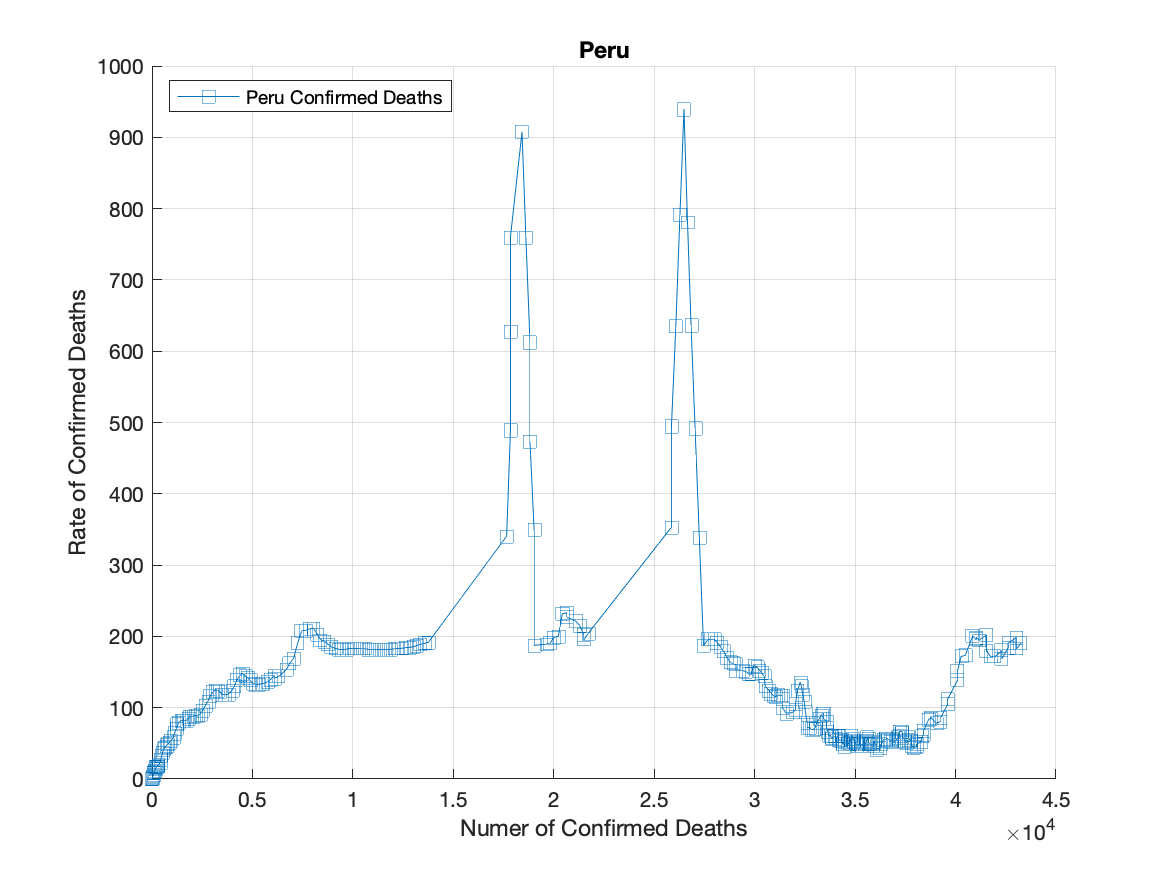 Peru
1000
900
800
700
600
500
400
300
200
100
0
Peru Confirmed Deaths
Rate of Confirmed Deaths
0 0.5 1 1.5 2 2.5 3 3.5 4 4.5
Numer of Confirmed Deaths
×10⁴